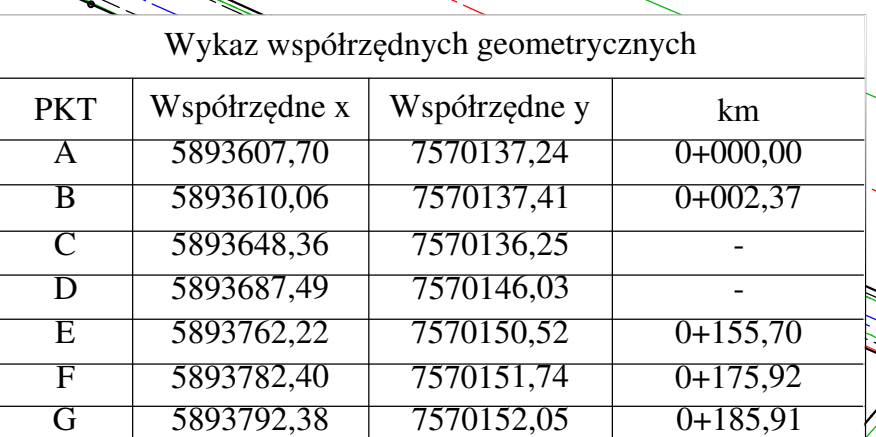 Wykaz współrzędnych geometrycznych
PKT Współrzędne x Współrzędne y km
A 5893607,70 7570137,24 0+000,00
B 5893610,06 7570137,41 0+002,37
C 5893648,36 7570136,25 -
D 5893687,49 7570146,03 -
E 5893762,22 7570150,52 0+155,70
F 5893782,40 7570151,74 0+175,92
G 5893792,38 7570152,05 0+185,91